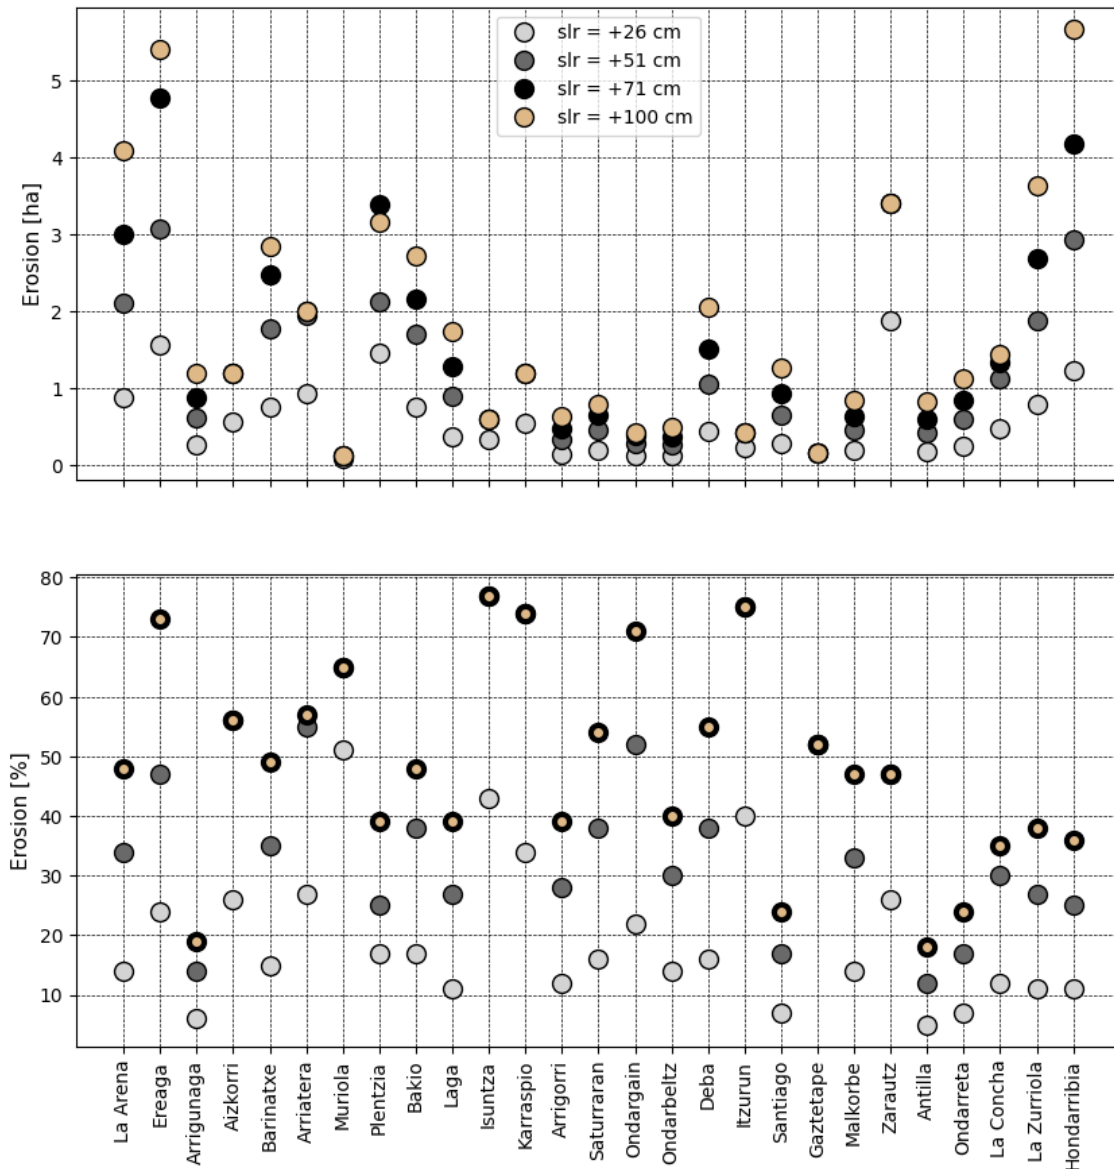 slr = +26 cm
slr = +51 cm
slr = +71 cm
slr = +100 cm
Erosion [ha]
5
4
3
2
1
0
Erosion [%]
80
70
60
50
40
30
20
10
La Arena
Ereaga
Arrigunaga
Aizkorri
Barinatxe
Arriatera
Muriola
Plentzia
Bakio
Laga
Isuntza
Karraspio
Arrigorri
Saturraran
Ondargain
Ondarbeltz
Deba
Itzurun
Santiago
Gaztetape
Malkorbe
Zarautz
Antilla
Ondarreta
La Concha
La Zurriola
Hondarribia